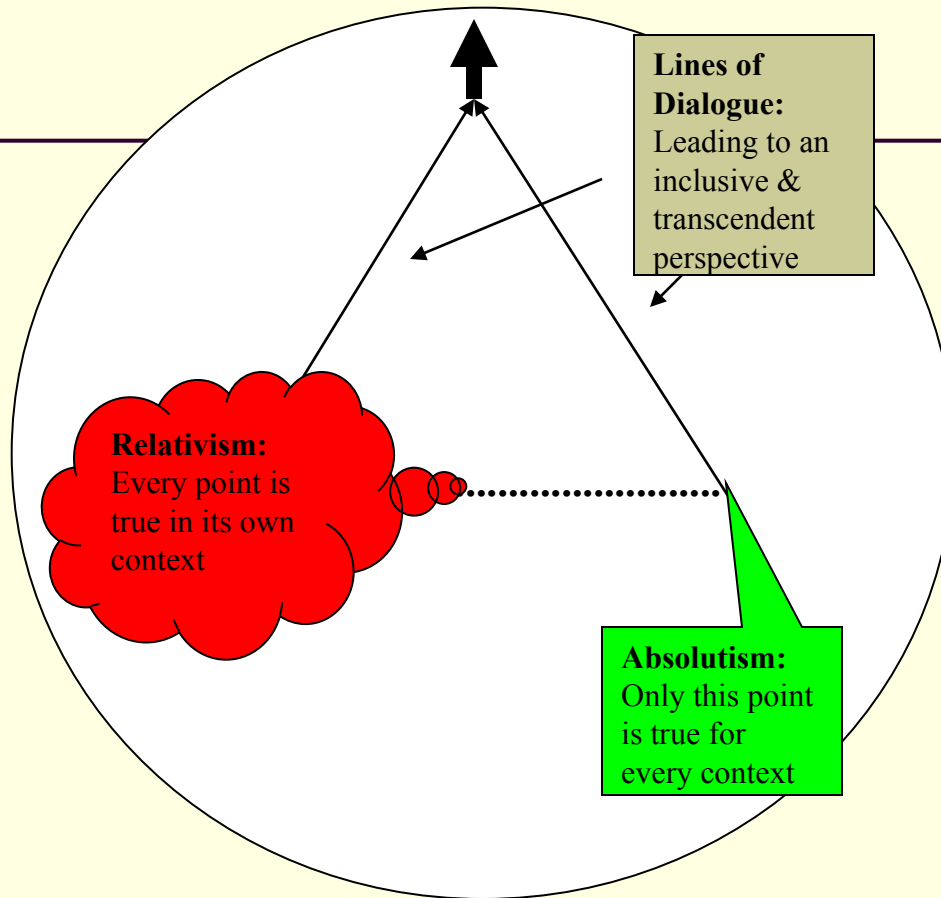 Lines of
Dialogue:
Leading to an
inclusive &
transcendent
perspective
Relativism:
Every point is
true in its own
context
Absolutism:
Only this point
is true for
every context